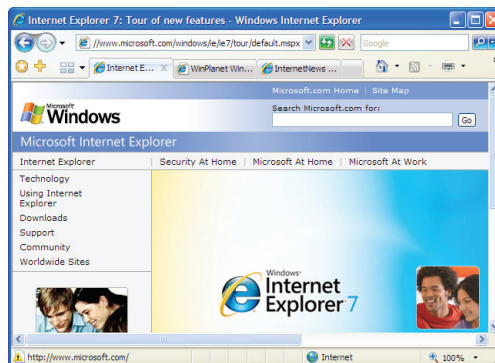 Internet Explorer 7: Tour of new features - Windows Internet Explorer
//www.microsoft.com/windows/ie/ie7/tour/default.mspx
Google
Internet E...
WinPlanet Win...
InternetNews ...
Microsoft.com Home | Site Map
Microsoft
Windows
Search Microsoft.com for:
Go
Microsoft Internet Explorer
Internet Explorer | Security At Home | Microsoft At Home | Microsoft At Work
Technology
Using Internet
Explorer
Downloads
Support
Community
Worldwide Sites
Windows
Internet
Explorer 7
http://www.microsoft.com/
Internet
100%